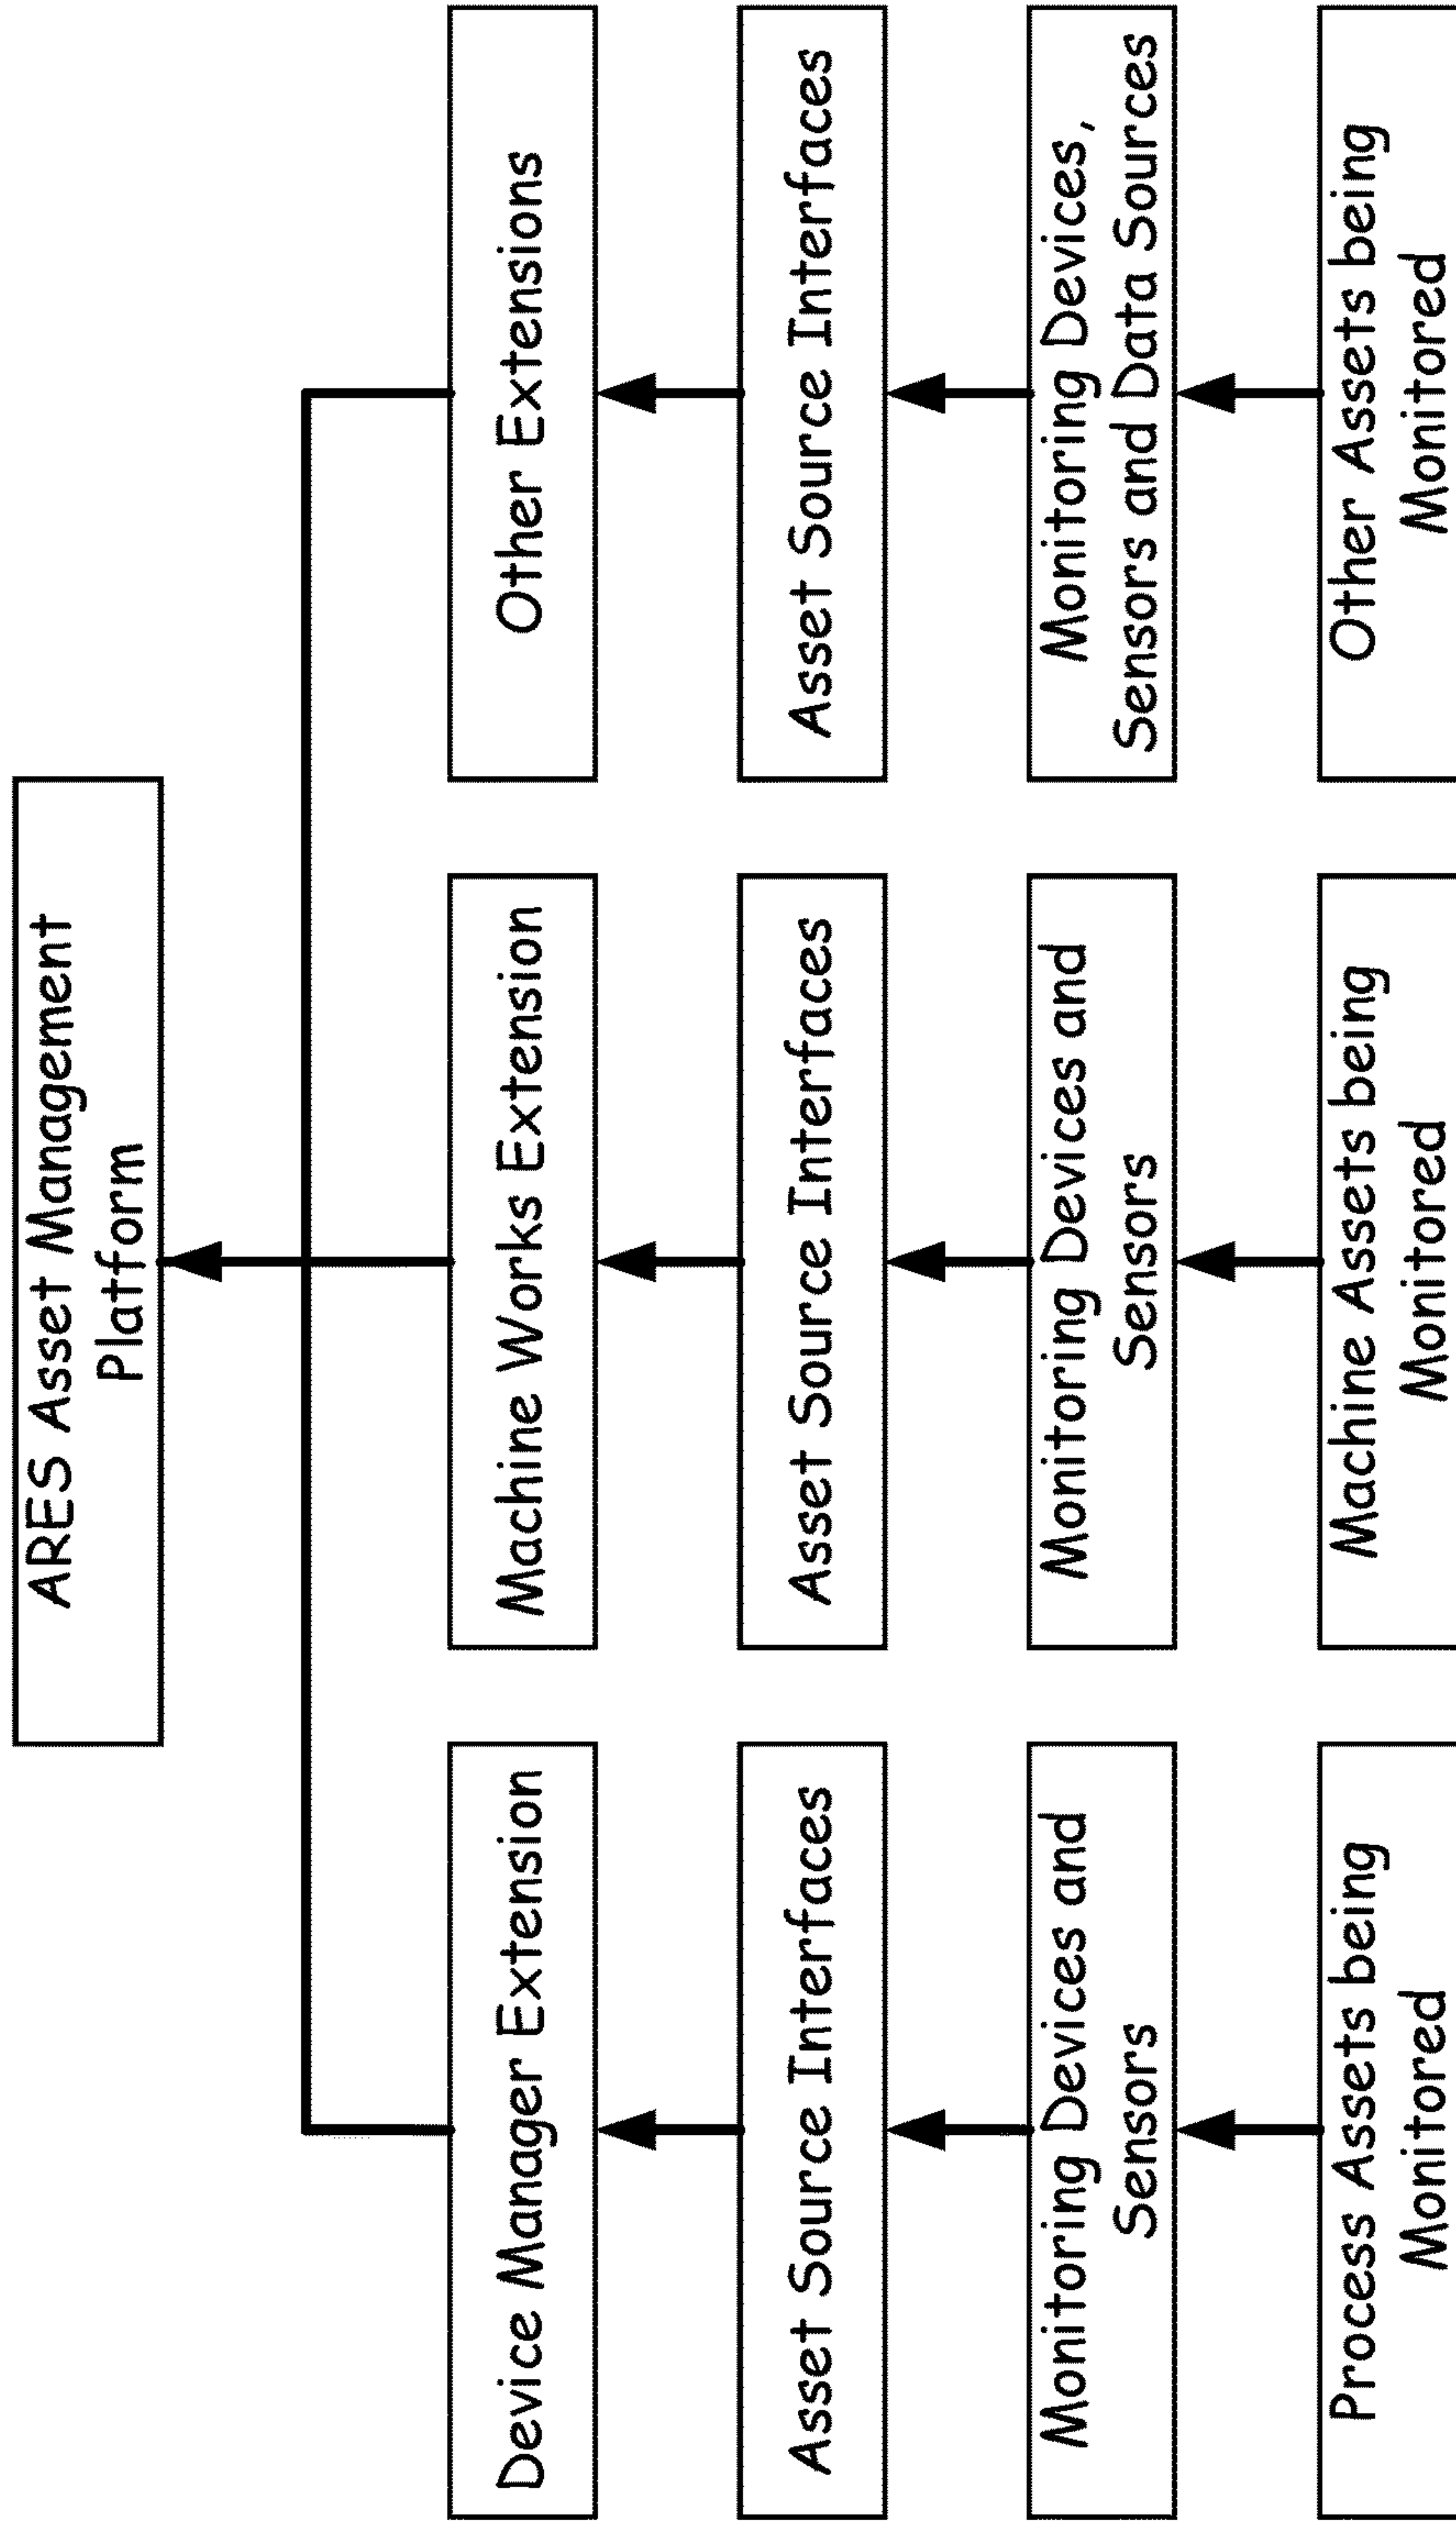 ARES Asset Management
Platform
Device Manager Extension
Machine Works Extension
Other Extensions
Asset Source Interfaces
Asset Source Interfaces
Asset Source Interfaces
Monitoring Devices and
Sensors
Monitoring Devices and
Sensors
Monitoring Devices,
Sensors and Data Sources
Process Assets being
Monitored
Machine Assets being
Monitored
Other Assets being
Monitored